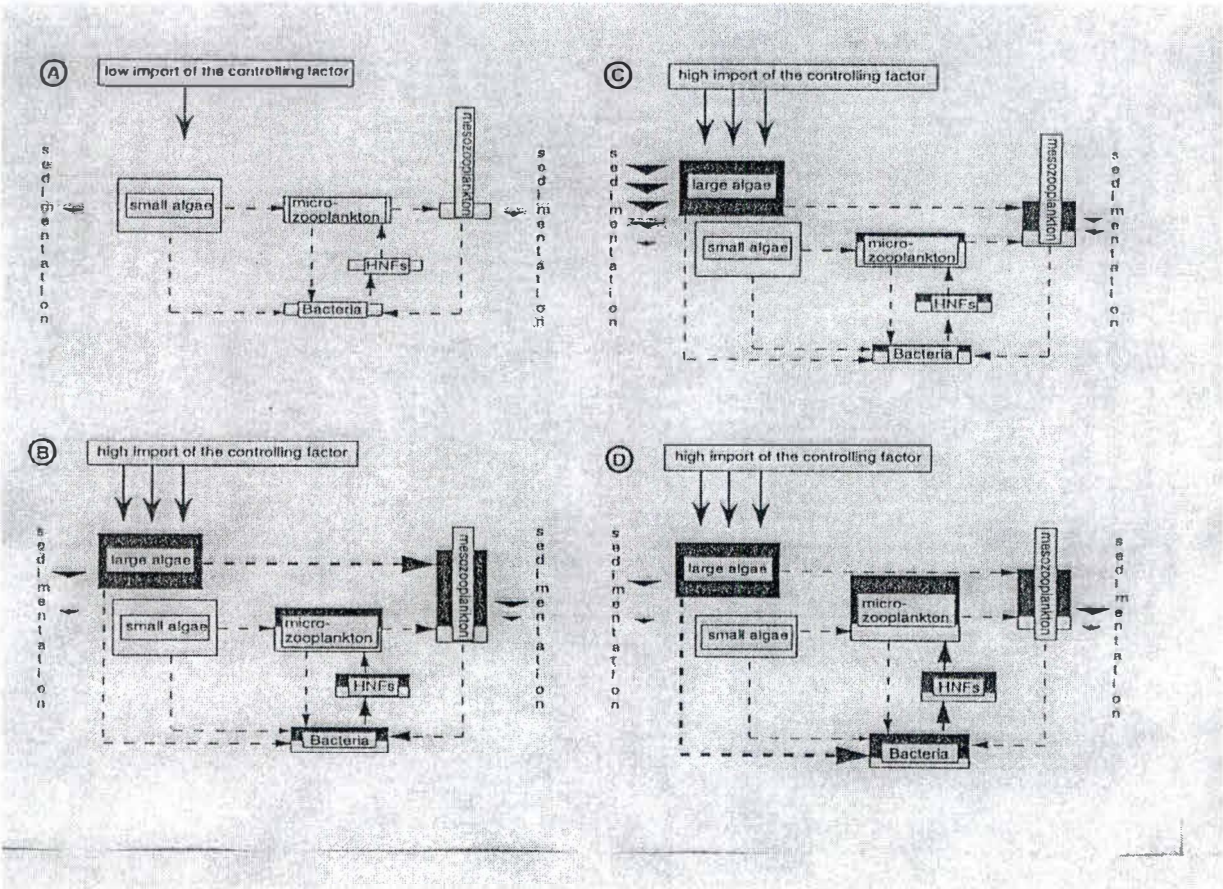 A
low import of the controlling factor
sedimentation
small algae
micro-
zooplankton
mesozooplankton
HNFs
Bacteria
sedimentation
B
high import of the controlling factor
sedimentation
large algae
small algae
micro-
zooplankton
mesozooplankton
HNFs
Bacteria
sedimentation
C
high import of the controlling factor
sedimentation
large algae
small algae
micro-
zooplankton
mesozooplankton
HNFs
Bacteria
sedimentation
D
high import of the controlling factor
sedimentation
large algae
small algae
micro-
zooplankton
mesozooplankton
HNFs
Bacteria
sedimentation